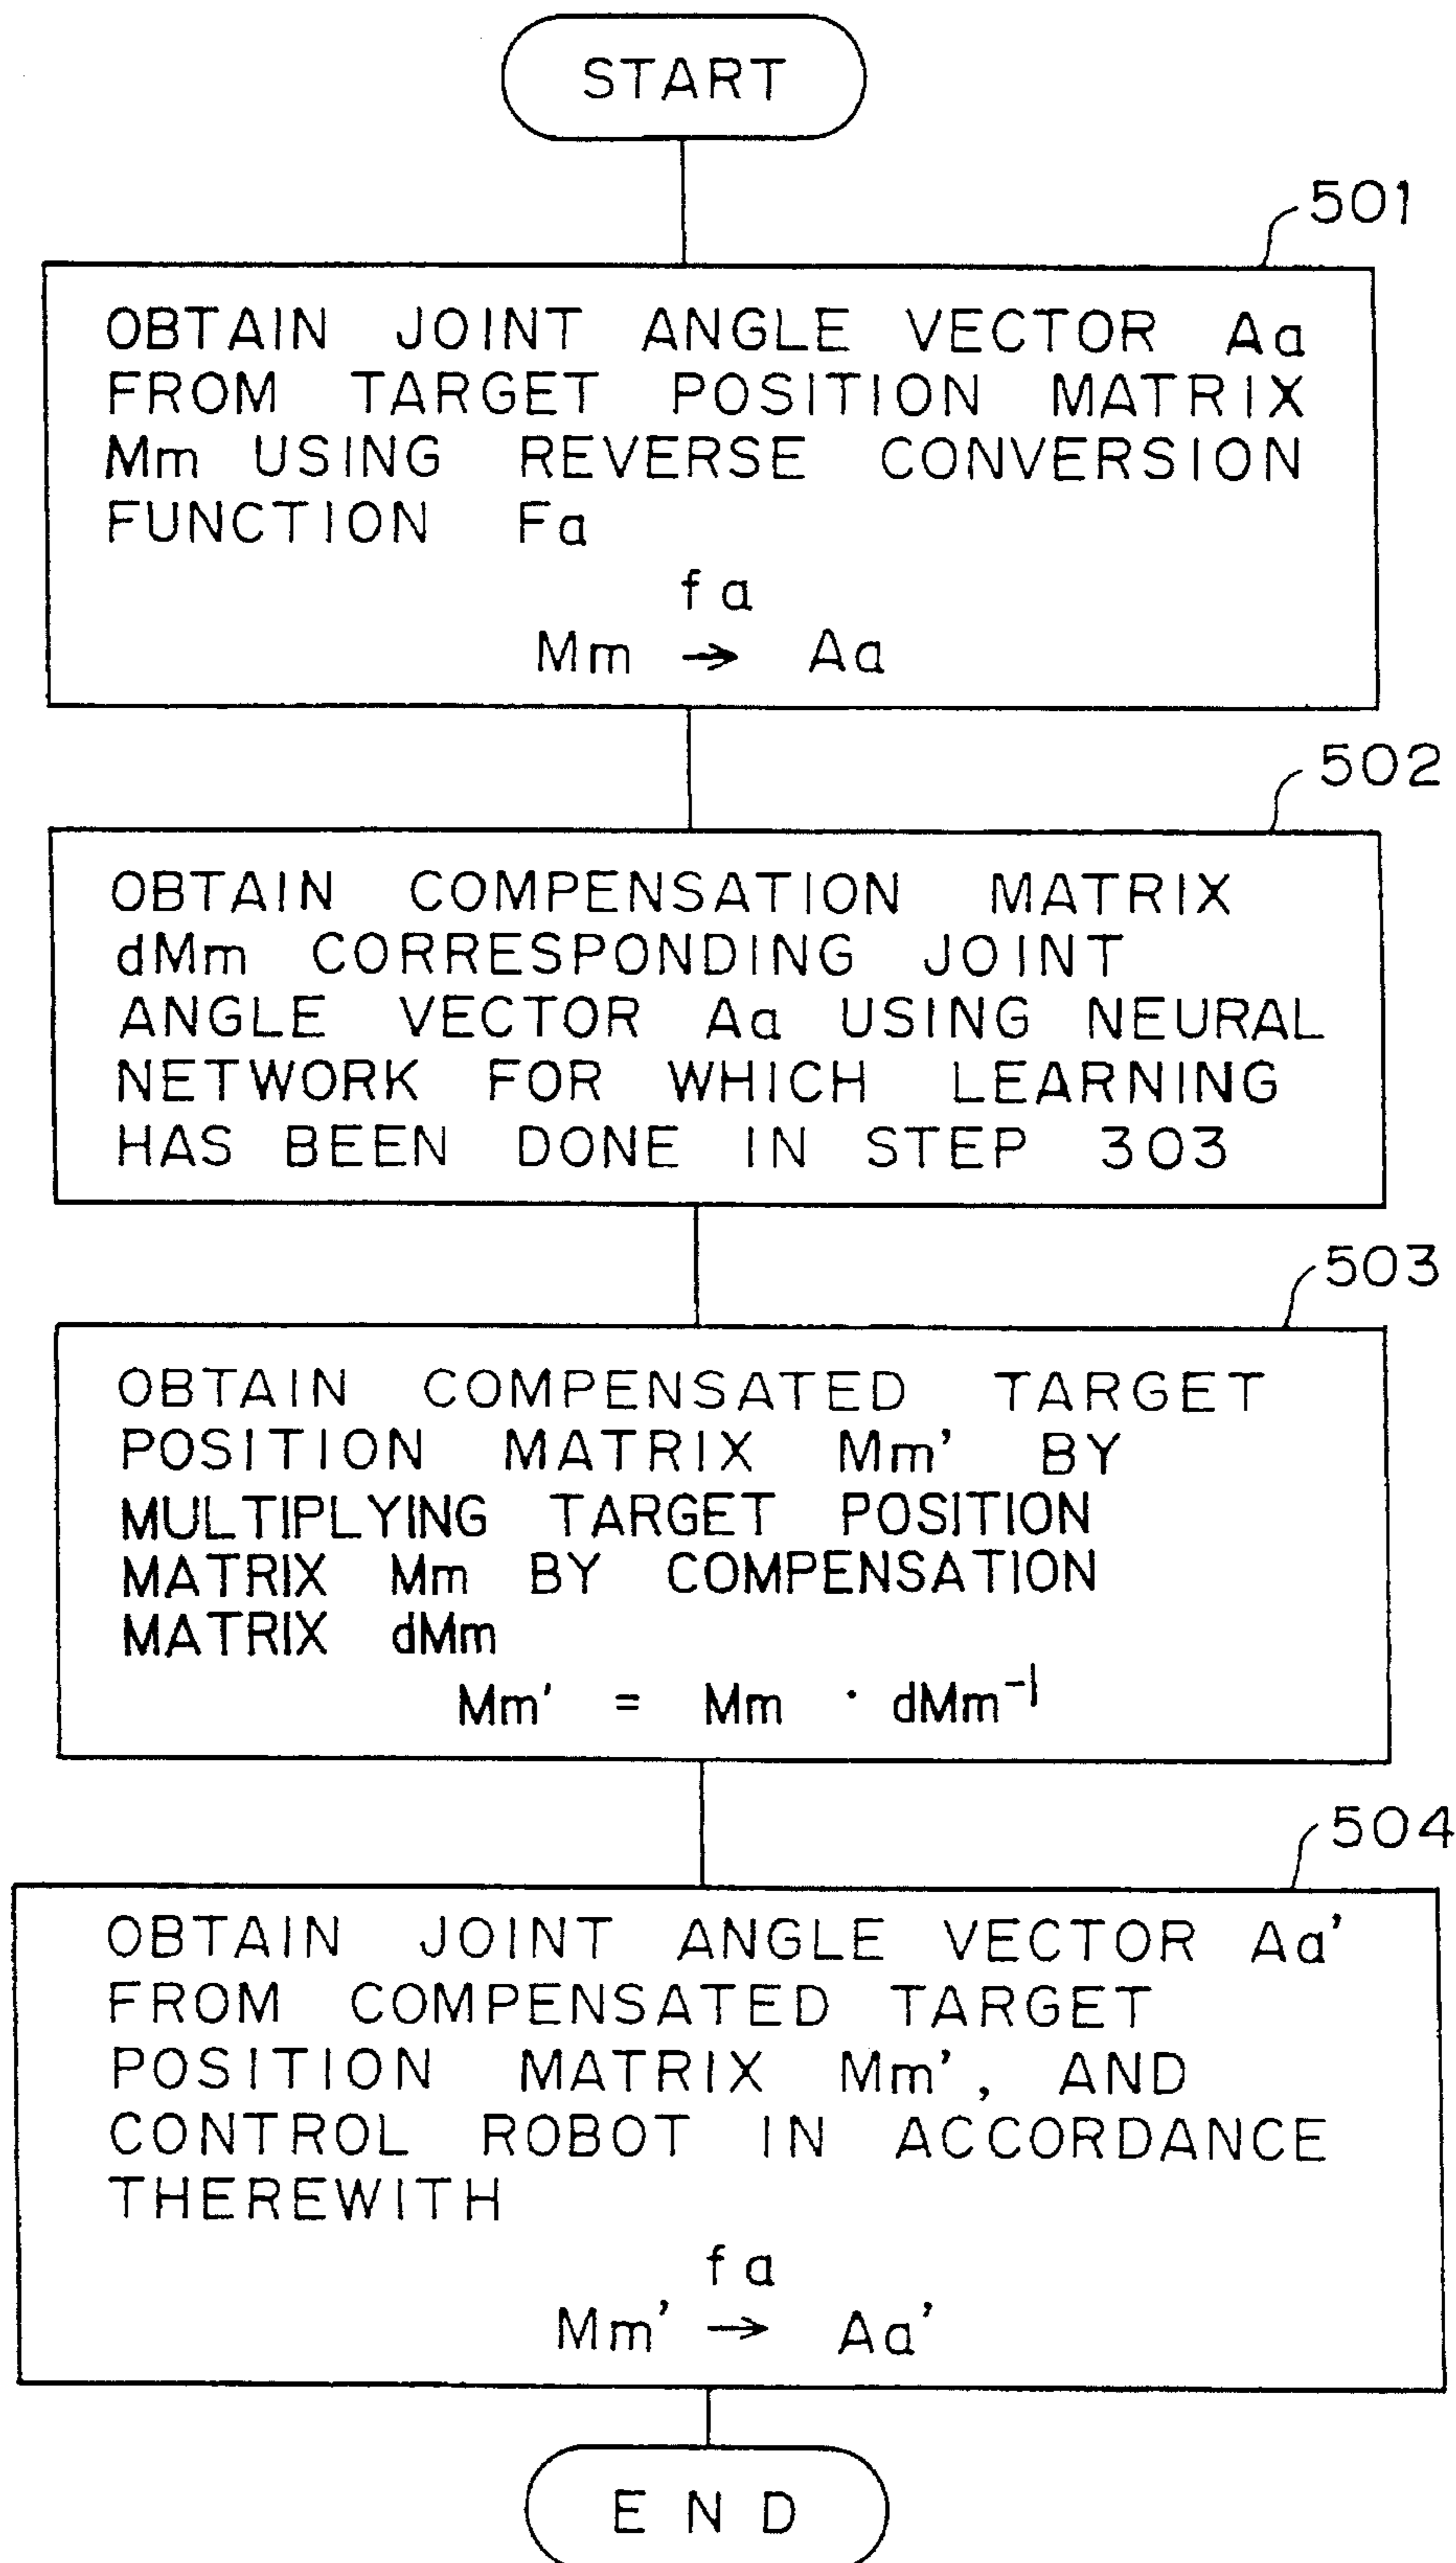 START
501
OBTAIN JOINT ANGLE VECTOR Aa
FROM TARGET POSITION MATRIX
Mm USING REVERSE CONVERSION
FUNCTION Fa
fa
Mm → Aa
502
OBTAIN COMPENSATION MATRIX
dMm CORRESPONDING JOINT
ANGLE VECTOR Aa USING NEURAL
NETWORK FOR WHICH LEARNING
HAS BEEN DONE IN STEP 303
503
OBTAIN COMPENSATED TARGET
POSITION MATRIX Mm' BY
MULTIPLYING TARGET POSITION
MATRIX Mm BY COMPENSATION
MATRIX dMm
Mm' = Mm · dMm⁻¹
504
OBTAIN JOINT ANGLE VECTOR Aa'
FROM COMPENSATED TARGET
POSITION MATRIX Mm', AND
CONTROL ROBOT IN ACCORDANCE
THEREWITH
fa
Mm' → Aa'
END